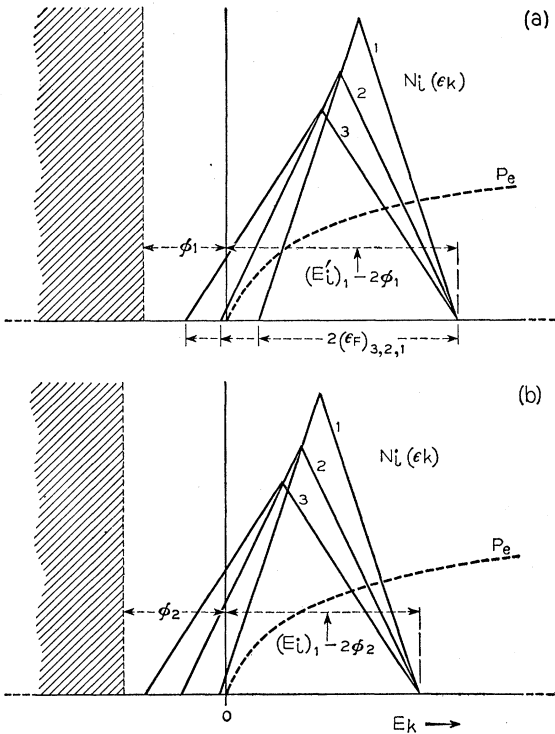 (a)
1
Ni(εk)
2
3
Pe
φ1
(E'i)1 − 2φ1
2(εF)3,2,1
(b)
1
Ni(εk)
2
3
Pe
φ2
(Ei)1 − 2φ2
0
Ek